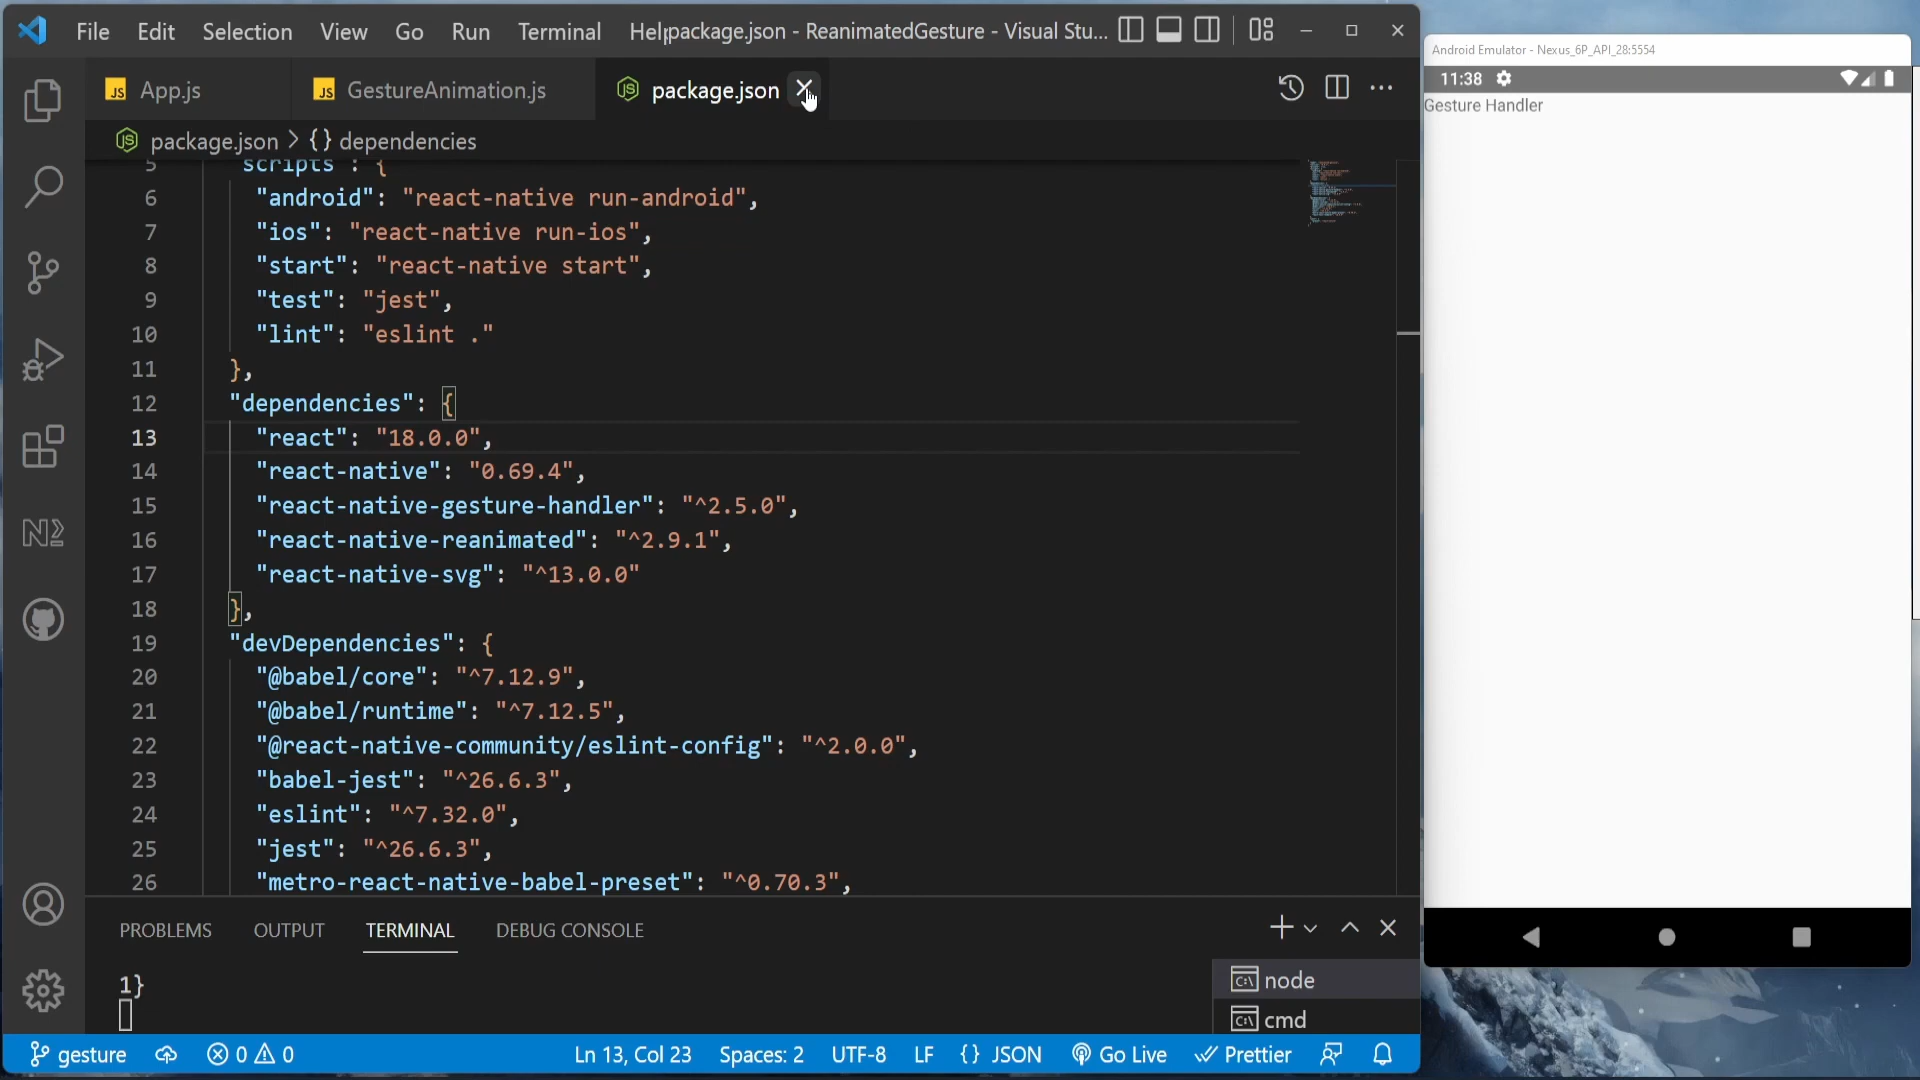 File Edit Selection View Go Run Terminal Help package.json - ReanimatedGesture - Visual Stu...
JS App.js JS GestureAnimation.js package.json
package.json > {} dependencies
5 "scripts": {
6 "android": "react-native run-android",
7 "ios": "react-native run-ios",
8 "start": "react-native start",
9 "test": "jest",
10 "lint": "eslint ."
11 },
12 "dependencies": {
13 "react": "18.0.0",
14 "react-native": "0.69.4",
15 "react-native-gesture-handler": "^2.5.0",
16 "react-native-reanimated": "^2.9.1",
17 "react-native-svg": "^13.0.0"
18 },
19 "devDependencies": {
20 "@babel/core": "^7.12.9",
21 "@babel/runtime": "^7.12.5",
22 "@react-native-community/eslint-config": "^2.0.0",
23 "babel-jest": "^26.6.3",
24 "eslint": "^7.32.0",
25 "jest": "^26.6.3",
26 "metro-react-native-babel-preset": "^0.70.3",
PROBLEMS OUTPUT TERMINAL DEBUG CONSOLE
1}
node
cmd
gesture 0 0 Ln 13, Col 23 Spaces: 2 UTF-8 LF {} JSON Go Live Prettier
Android Emulator - Nexus_6P_API_28:5554
11:38
Gesture Handler